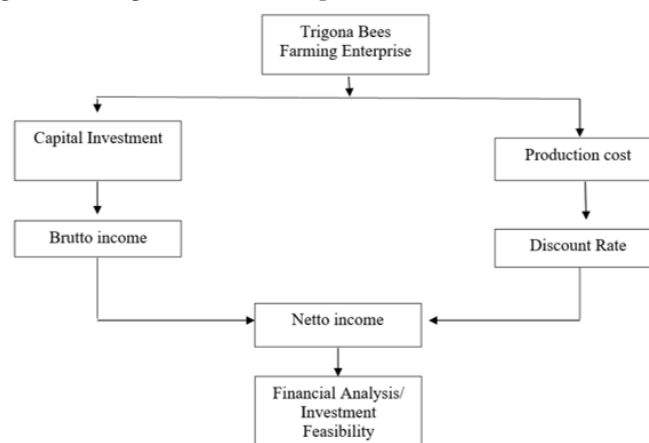 Trigona Bees
Farming Enterprise
Capital Investment
Production cost
Brutto income
Discount Rate
Netto income
Financial Analysis/
Investment
Feasibility